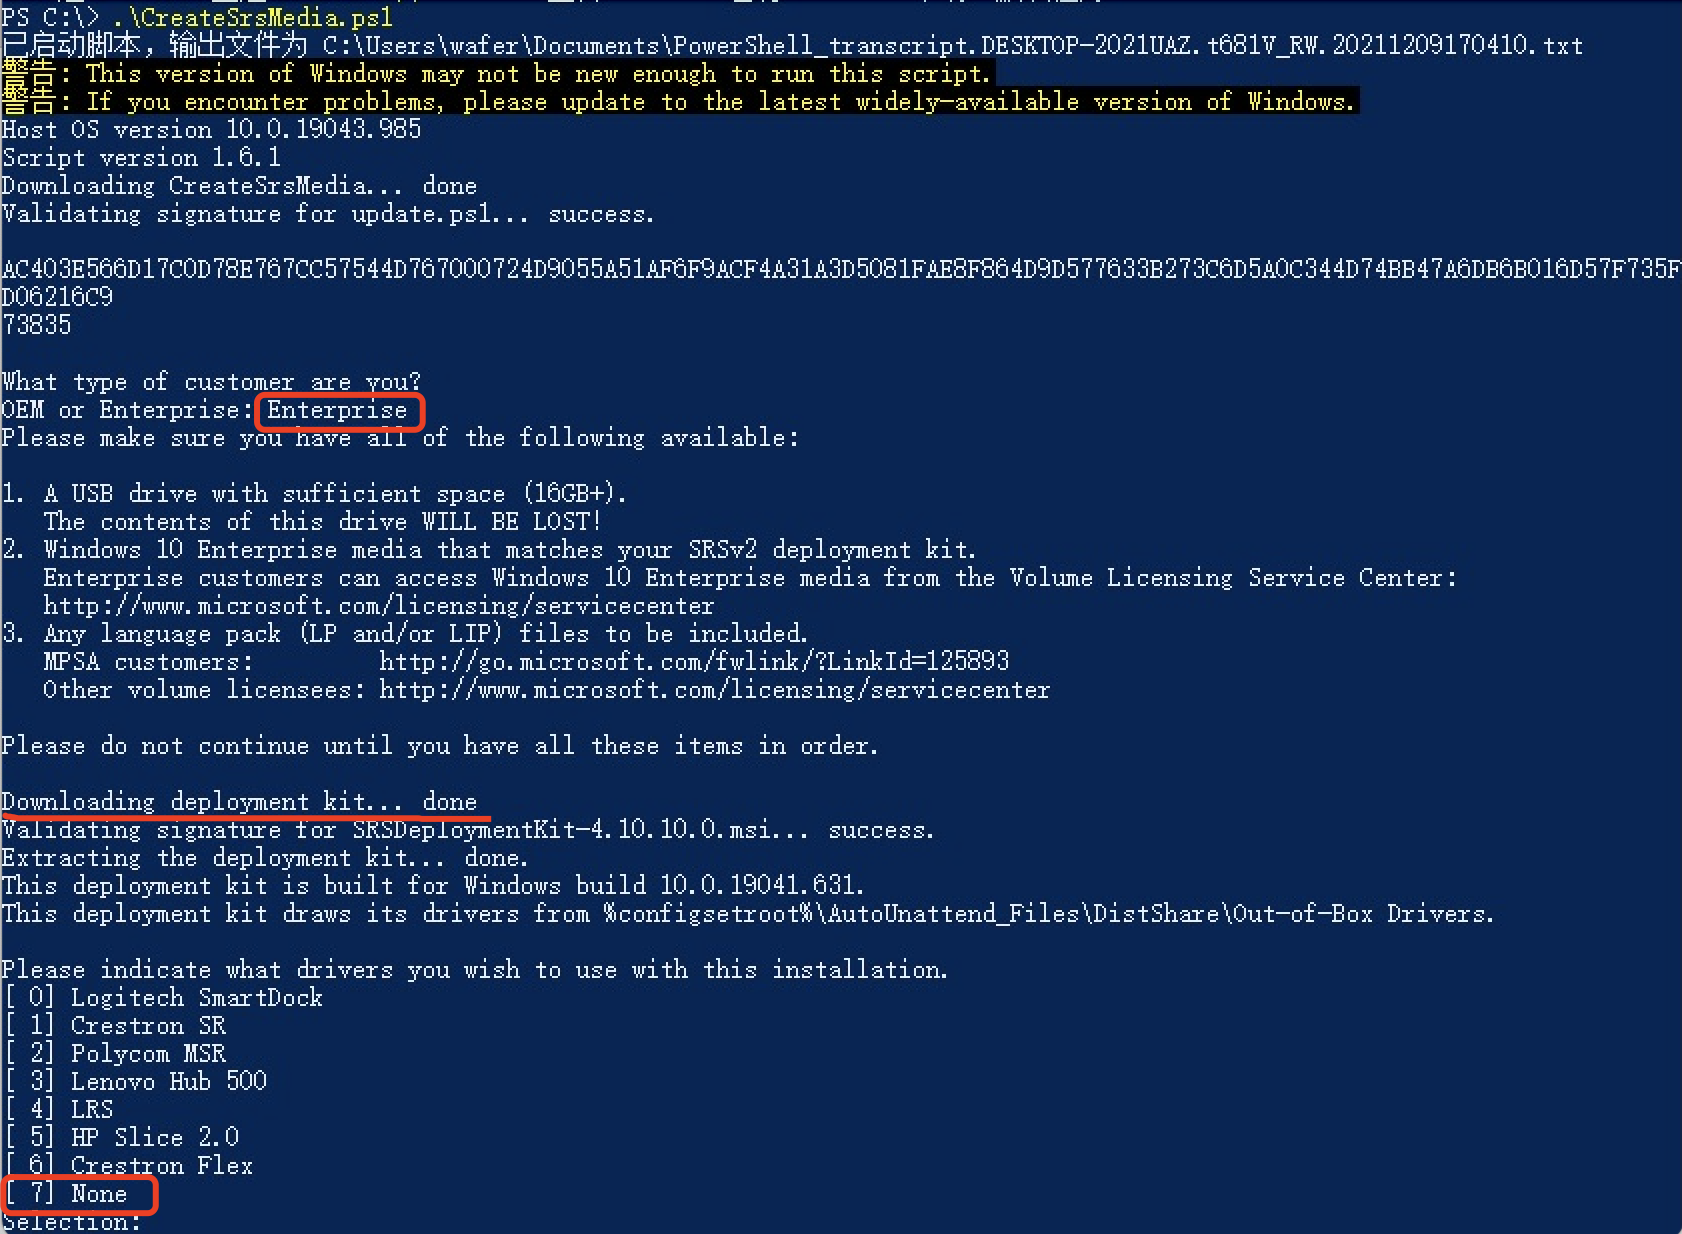 PS C:\> .\CreateSrsMedia.ps1
已启动脚本，输出文件为 C:\Users\wafer\Documents\PowerShell_transcript.DESKTOP-2021UAZ.t681V_RW.20211209170410.txt
警告: This version of Windows may not be new enough to run this script.
警告: If you encounter problems, please update to the latest widely-available version of Windows.
Host OS version 10.0.19043.985
Script version 1.6.1
Downloading CreateSrsMedia... done
Validating signature for update.ps1... success.
AC403E566D17C0D78E767CC57544D767000724D9055A51AF6F9ACF4A31A3D5081FAE8F864D9D577633B273C6D5A0C344D74BB47A6DB6B016D57F735F
D06216C9
73835
What type of customer are you?
OEM or Enterprise: Enterprise
Please make sure you have all of the following available:
1. A USB drive with sufficient space (16GB+).
The contents of this drive WILL BE LOST!
2. Windows 10 Enterprise media that matches your SRSv2 deployment kit.
Enterprise customers can access Windows 10 Enterprise media from the Volume Licensing Service Center:
http://www.microsoft.com/licensing/servicecenter
3. Any language pack (LP and/or LIP) files to be included.
MPSA customers:         http://go.microsoft.com/fwlink/?LinkId=125893
Other volume licensees: http://www.microsoft.com/licensing/servicecenter
Please do not continue until you have all these items in order.
Downloading deployment kit... done
Validating signature for SRSDeploymentKit-4.10.10.0.msi... success.
Extracting the deployment kit... done.
This deployment kit is built for Windows build 10.0.19041.631.
This deployment kit draws its drivers from %configsetroot%\AutoUnattend_Files\DistShare\Out-of-Box Drivers.
Please indicate what drivers you wish to use with this installation.
[ 0] Logitech SmartDock
[ 1] Crestron SR
[ 2] Polycom MSR
[ 3] Lenovo Hub 500
[ 4] LRS
[ 5] HP Slice 2.0
[ 6] Crestron Flex
[ 7] None
Selection: